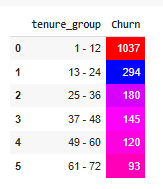 tenure_group Churn
0 1 - 12 1037
1 13 - 24 294
2 25 - 36 180
3 37 - 48 145
4 49 - 60 120
5 61 - 72 93